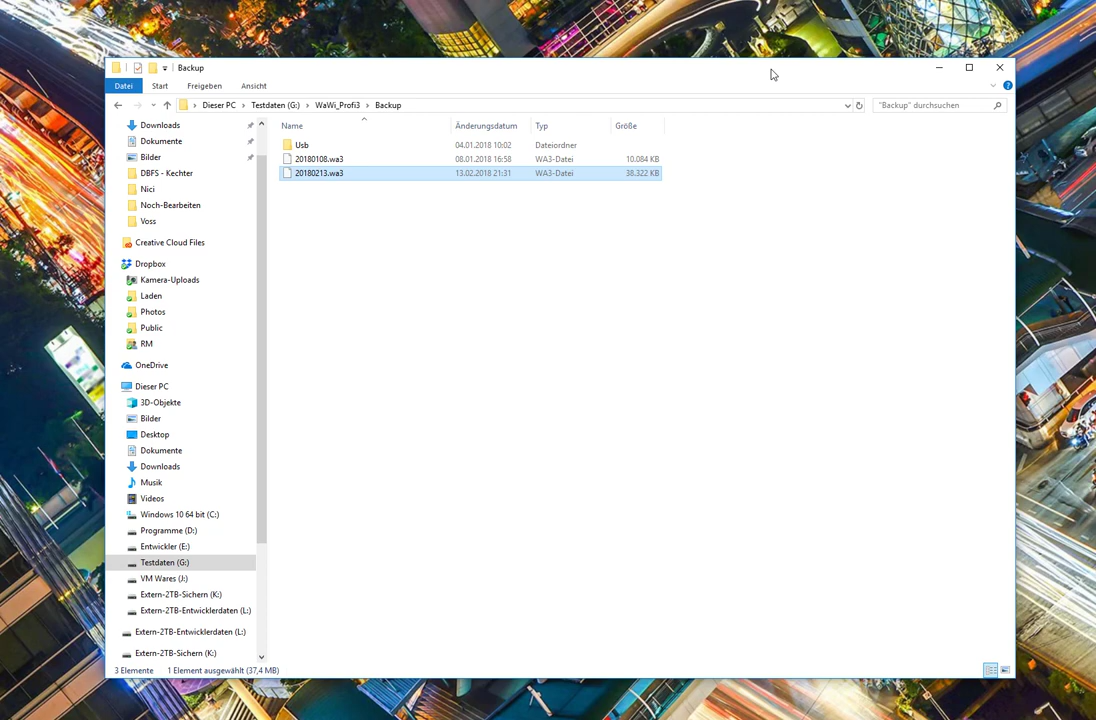 Backup
Datei Start Freigeben Ansicht
Dieser PC WaWi_Profi3 Testdaten (G:) Backup
"Backup" durchsuchen
Name Änderungsdatum Typ Größe
Usb 04.01.2018 10:02 Dateiordner
20180108.wa3 08.01.2018 16:58 WA3-Datei 10.084 KB
20180213.wa3 13.02.2018 21:31 WA3-Datei 38.322 KB
Downloads
Dokumente
Bilder
DBFS - Kechter
Nici
Noch-Bearbeiten
Voss
Creative Cloud Files
Dropbox
Kamera-Uploads
Laden
Photos
Public
RM
OneDrive
Dieser PC
3D-Objekte
Bilder
Desktop
Dokumente
Downloads
Musik
Videos
Windows 10 64 bit (C:)
Programme (D:)
Entwickler (E:)
Testdaten (G:)
VM Wares (J:)
Extern-2TB-Sichern (K:)
Extern-2TB-Entwicklerdaten (L:)
Extern-2TB-Entwicklerdaten (L:)
Extern-2TB-Sichern (K:)
3 Elemente 1 Element ausgewählt (37,4 MB)